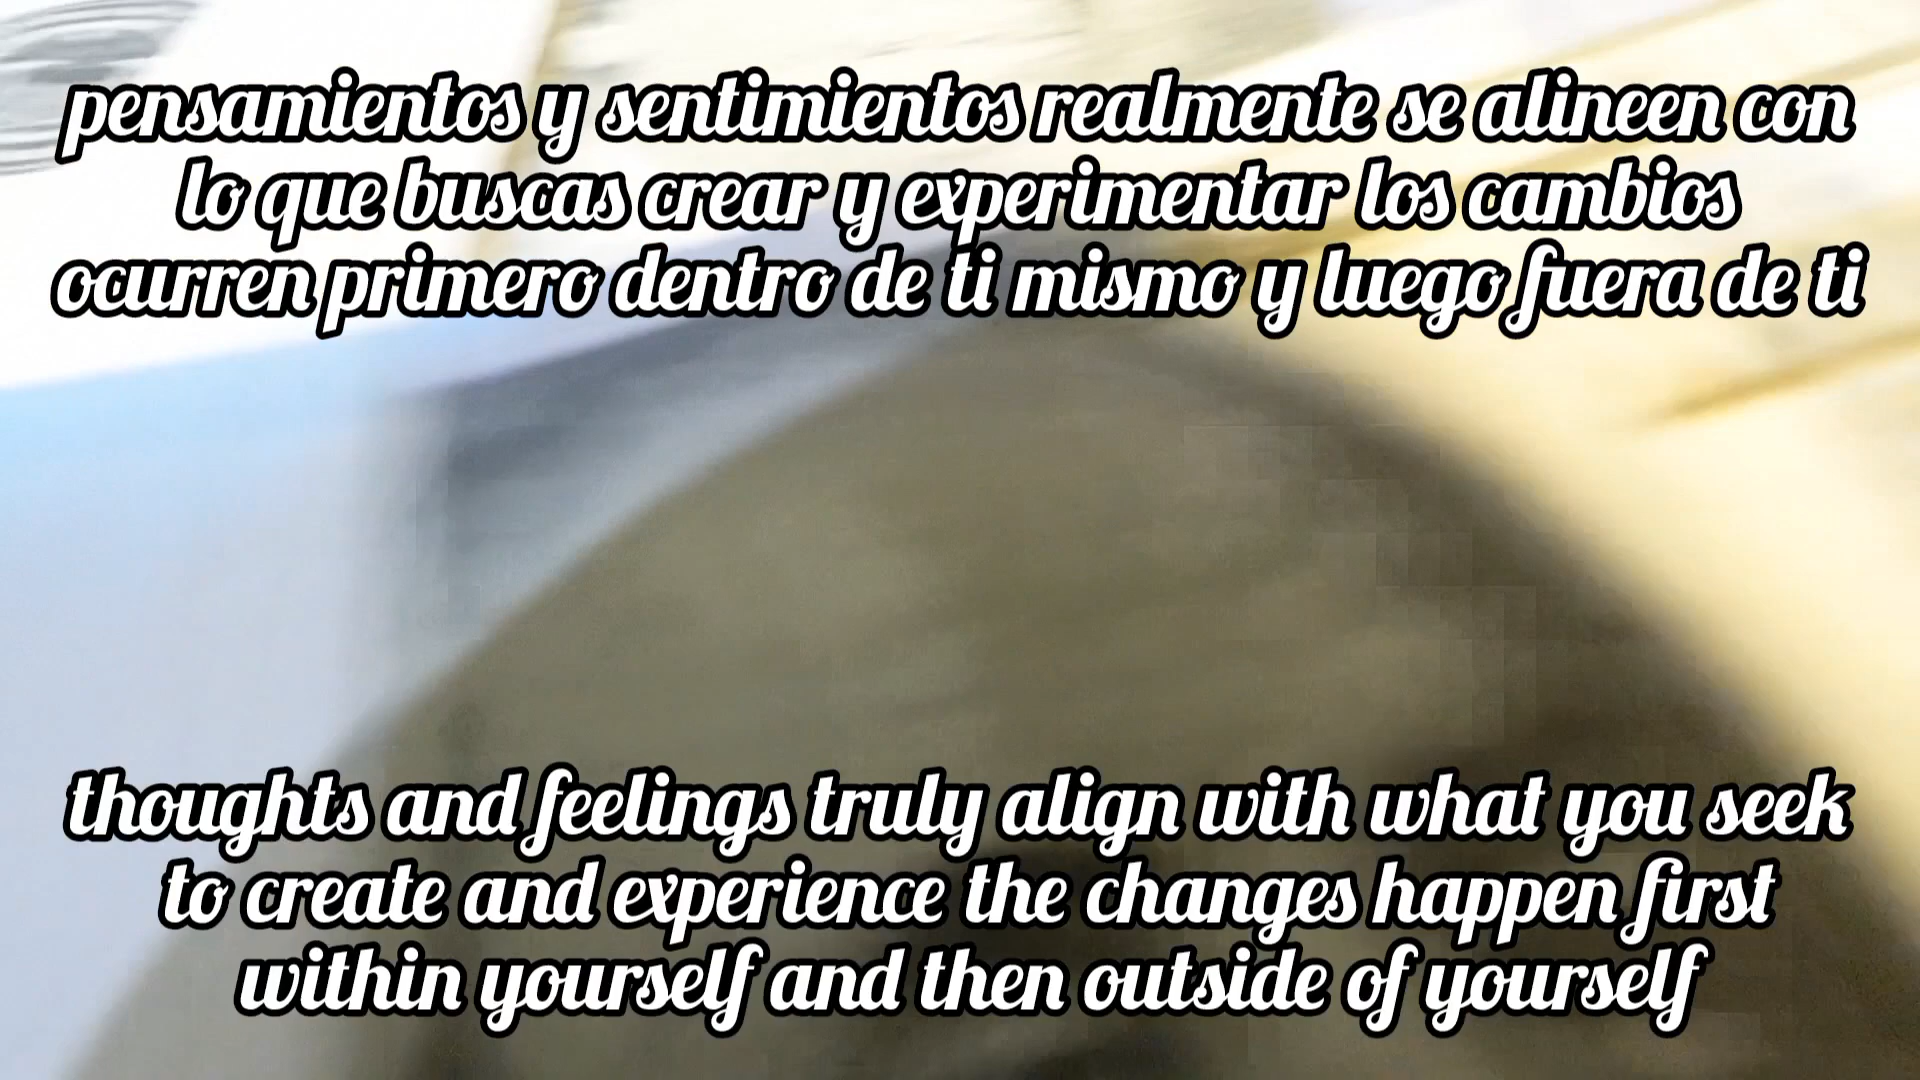 pensamientos y sentimientos realmente se alineen con
lo que buscas crear y experimentar los cambios
ocurren primero dentro de ti mismo y luego fuera de ti
thoughts and feelings truly align with what you seek
to create and experience the changes happen first
within yourself and then outside of yourself